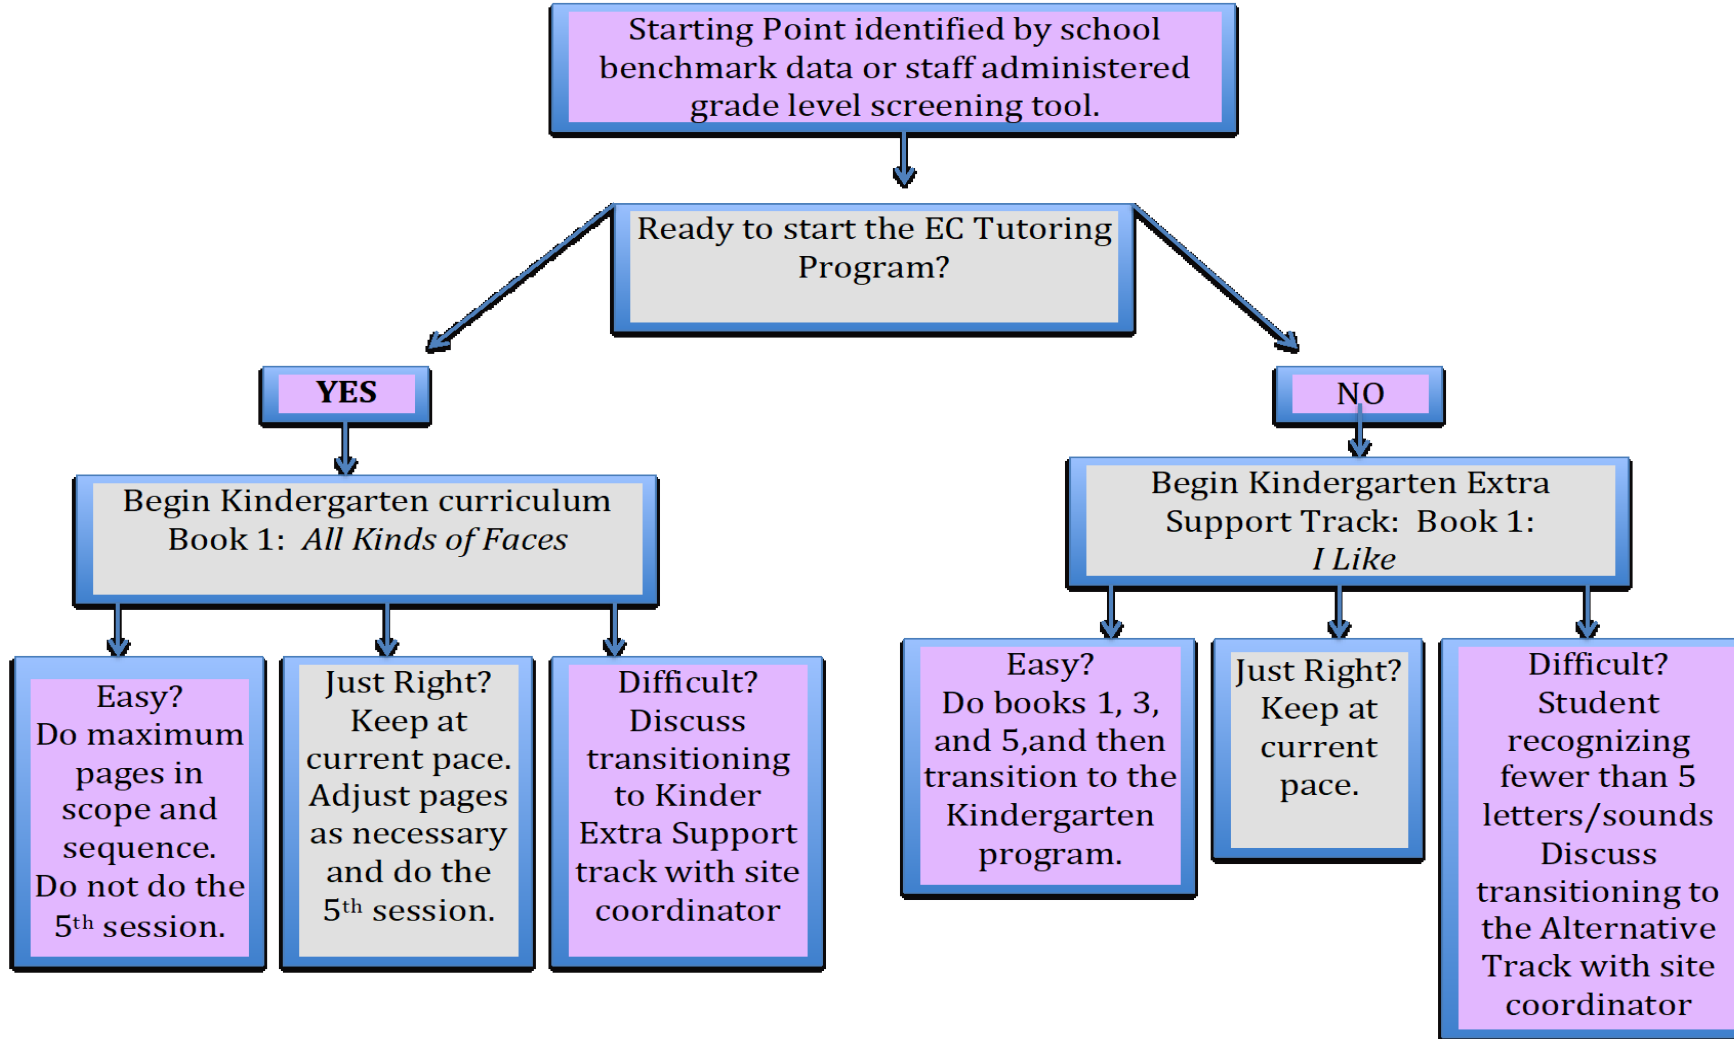 Starting Point identified by school
benchmark data or staff administered
grade level screening tool.
Ready to start the EC Tutoring
Program?
YES
NO
Begin Kindergarten curriculum
Book 1:  All Kinds of Faces
Begin Kindergarten Extra
Support Track:  Book 1:
I Like
Easy?
Do maximum
pages in
scope and
sequence.
Do not do the
5th session.
Just Right?
Keep at
current pace.
Adjust pages
as necessary
and do the
5th session.
Difficult?
Discuss
transitioning
to Kinder
Extra Support
track with site
coordinator
Easy?
Do books 1, 3,
and 5,and then
transition to the
Kindergarten
program.
Just Right?
Keep at
current
pace.
Difficult?
Student
recognizing
fewer than 5
letters/sounds
Discuss
transitioning to
the Alternative
Track with site
coordinator